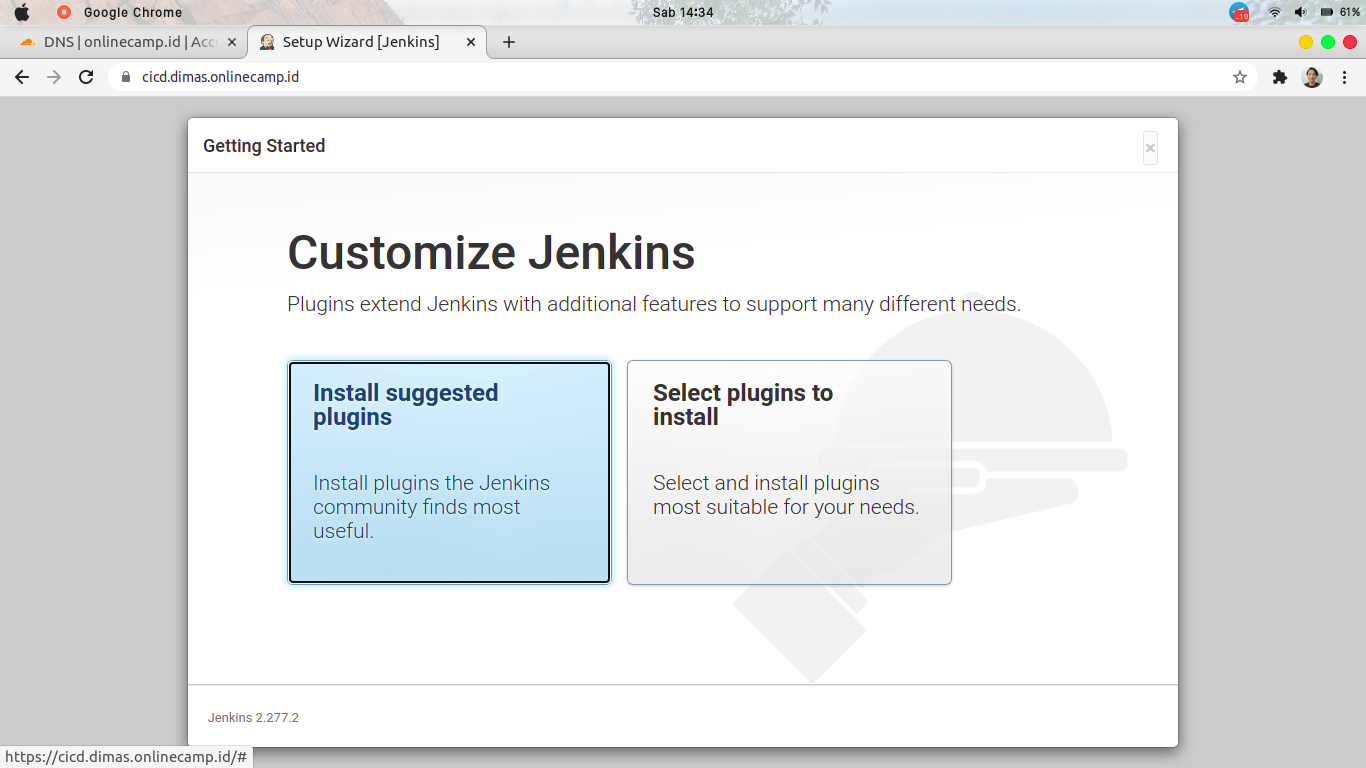 Google Chrome
Sab 14:34
19
61%
DNS | onlinecamp.id | Acc
Setup Wizard [Jenkins]
cicd.dimas.onlinecamp.id
Getting Started
×
Customize Jenkins
Plugins extend Jenkins with additional features to support many different needs.
Install suggested
plugins
Install plugins the Jenkins
community finds most
useful.
Select plugins to
install
Select and install plugins
most suitable for your needs.
Jenkins 2.277.2
https://cicd.dimas.onlinecamp.id/#